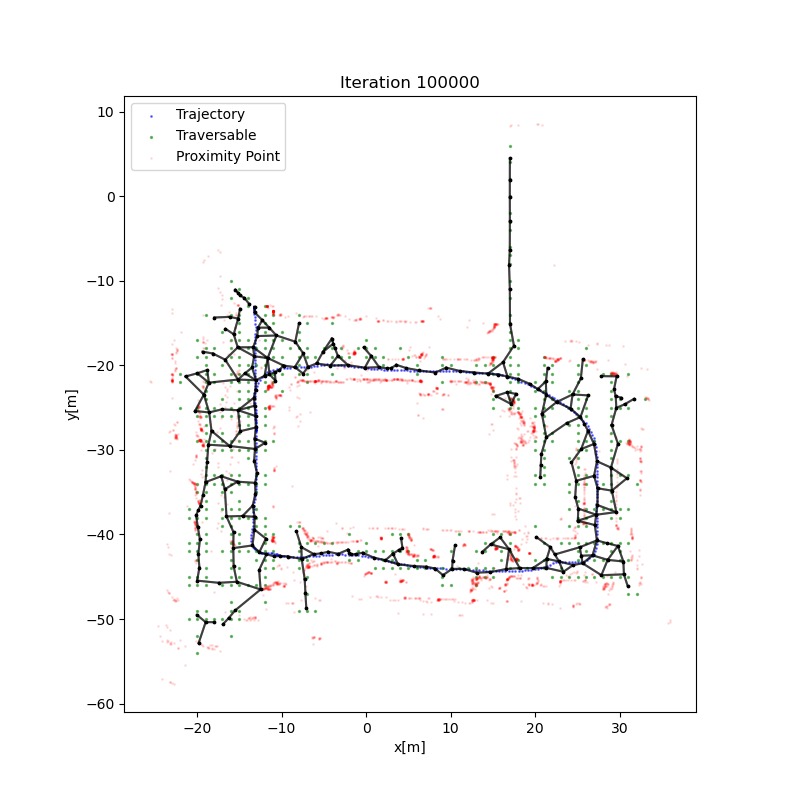 Iteration 100000
Trajectory
Traversable
Proximity Point
10
0
−10
−20
−30
−40
−50
−60
y[m]
−20
−10
0
10
20
30
x[m]